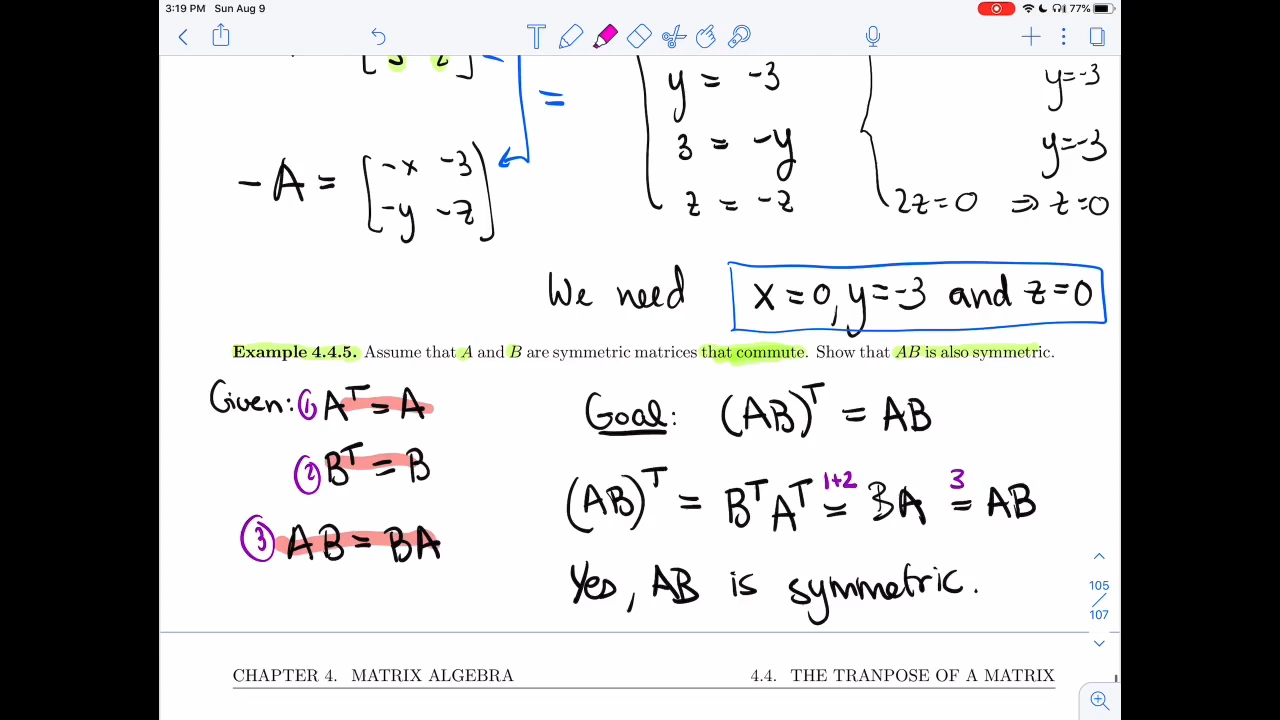 3:19 PM Sun Aug 9
77%
y = -3
y=-3
3 = -y
y=-3
-A = [-x -3
-y -z]
=
z = -z
2z=0 ⇒ z=0
We need x=0, y=-3 and z=0
Example 4.4.5. Assume that A and B are symmetric matrices that commute. Show that AB is also symmetric.
Given: ① Aᵀ = A
Goal: (AB)ᵀ = AB
② Bᵀ = B
(AB)ᵀ = BᵀAᵀ =¹⁺² BA =³ AB
③ AB = BA
Yes, AB is symmetric.
105
/
107
CHAPTER 4. MATRIX ALGEBRA
4.4. THE TRANPOSE OF A MATRIX